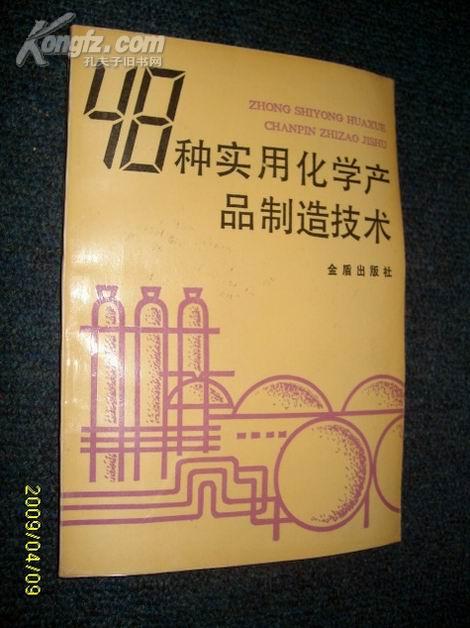 Kongfz.com
孔夫子旧书网
48
ZHONG SHIYONG HUAXUE
CHANPIN ZHIZAO JISHU
种实用化学产
品制造技术
金盾出版社
2009/04/09